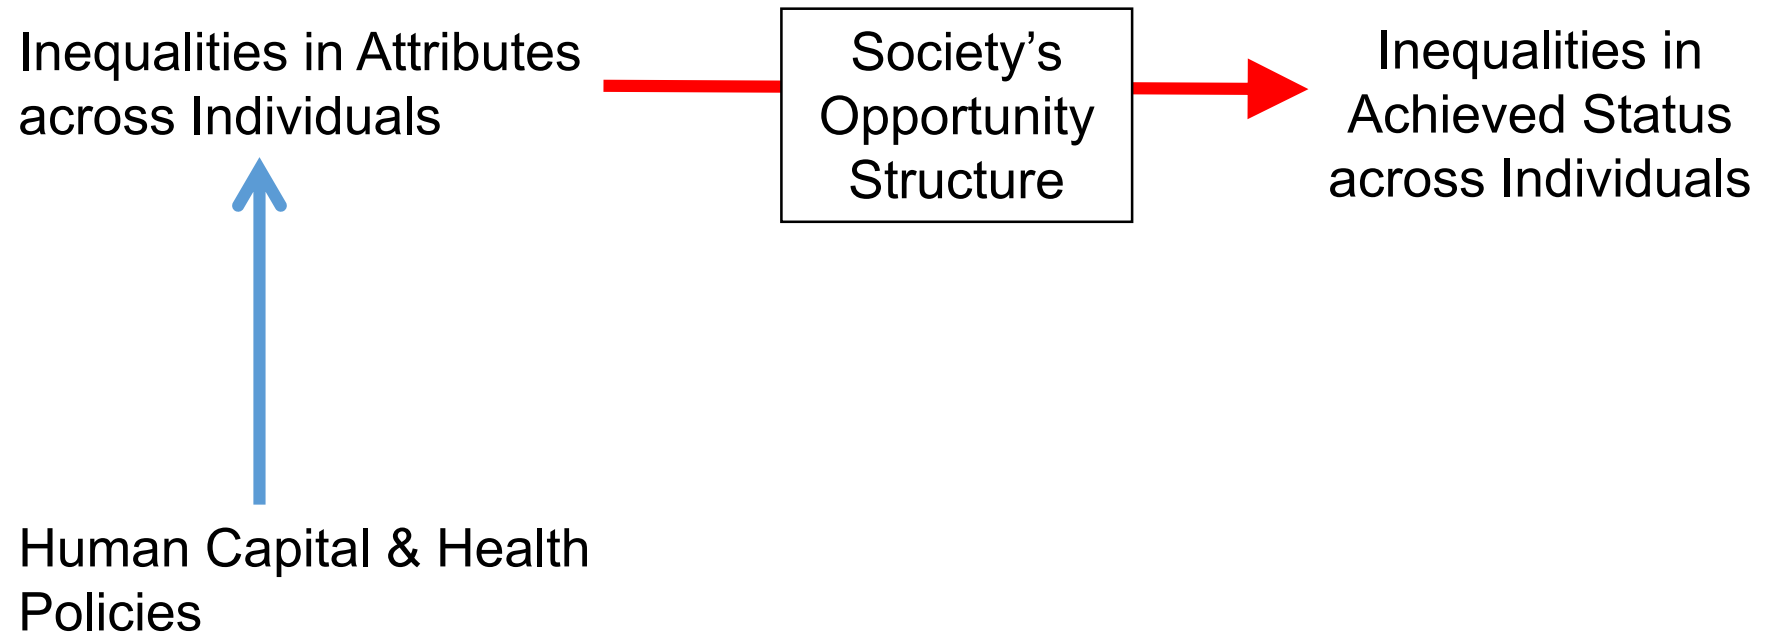 Inequalities in Attributes
across Individuals
Society’s
Opportunity
Structure
Inequalities in
Achieved Status
across Individuals
Human Capital & Health
Policies